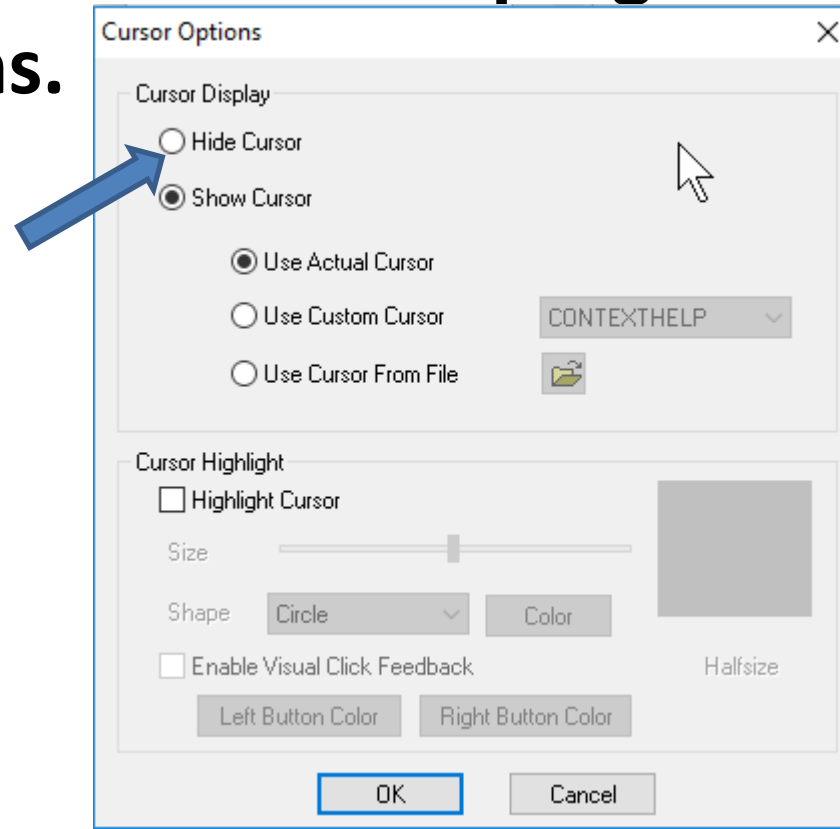 Cursor Options
ns.
Cursor Display
Hide Cursor
Show Cursor
Use Actual Cursor
Use Custom Cursor CONTEXTHELP
Use Cursor From File
Cursor Highlight
Highlight Cursor
Size
Shape Circle Color
Enable Visual Click Feedback Halfsize
Left Button Color Right Button Color
OK Cancel